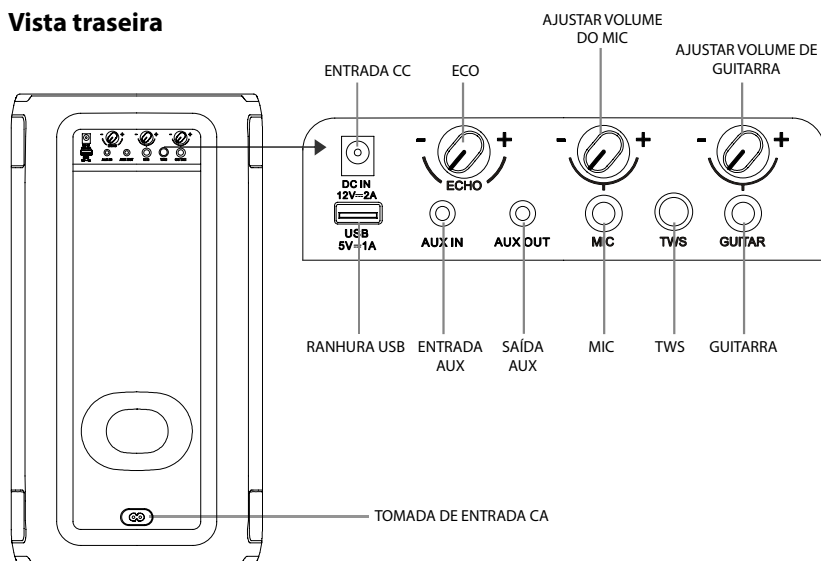 Vista traseira
AJUSTAR VOLUME
DO MIC
AJUSTAR VOLUME DE
GUITARRA
ENTRADA CC
ECO
- +
- +
- +
ECHO
DC IN
12V⎓2A
USB
5V⎓1A
AUX IN
AUX OUT
MIC
TWS
GUITAR
RANHURA USB
ENTRADA
AUX
SAÍDA
AUX
MIC
TWS
GUITARRA
TOMADA DE ENTRADA CA